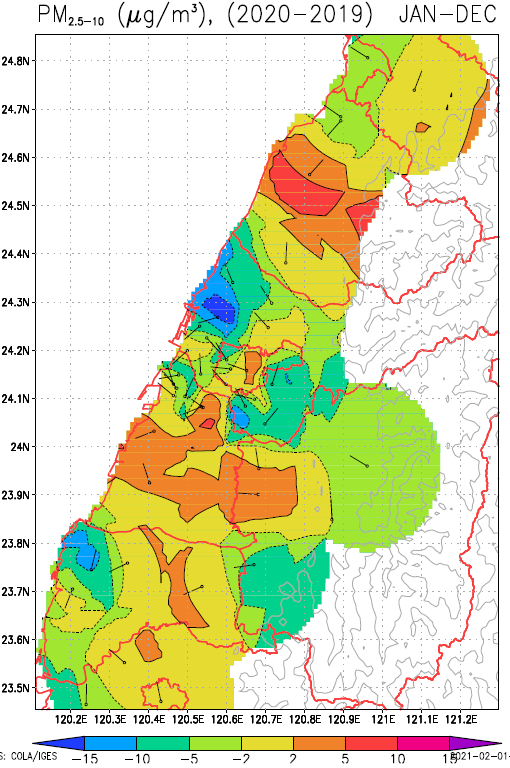 PM2.5-10 (μg/m³), (2020-2019) JAN-DEC
24.8N
24.7N
24.6N
24.5N
24.4N
24.3N
24.2N
24.1N
24N
23.9N
23.8N
23.7N
23.6N
23.5N
120.2E 120.3E 120.4E 120.5E 120.6E 120.7E 120.8E 120.9E 121E 121.1E 121.2E
S: COLA/IGES -15 -10 -5 -2 2 5 10 15 2021-02-01-